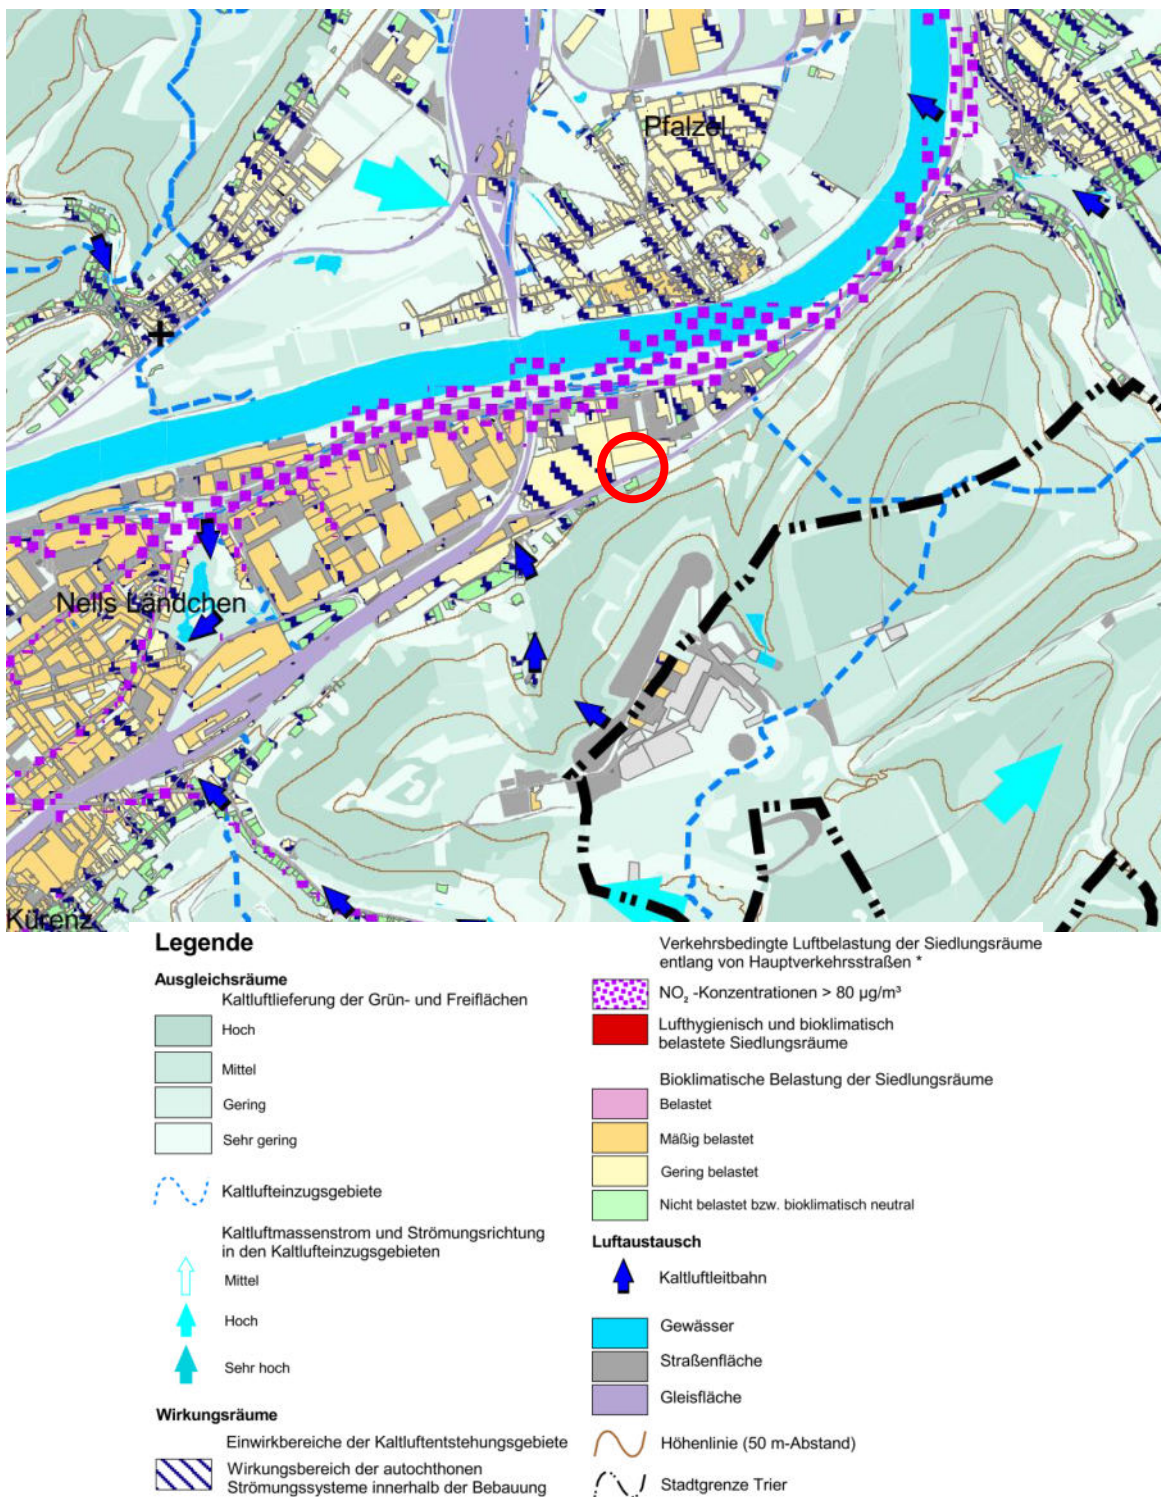 Pfalzel
Nells Ländchen
Kürenz
Legende
Ausgleichsräume
Kaltluftlieferung der Grün- und Freiflächen
Hoch
Mittel
Gering
Sehr gering
Kaltlufteinzugsgebiete
Kaltluftmassenstrom und Strömungsrichtung
in den Kaltlufteinzugsgebieten
Mittel
Hoch
Sehr hoch
Wirkungsräume
Einwirkbereiche der Kaltluftentstehungsgebiete
Wirkungsbereich der autochthonen
Strömungssysteme innerhalb der Bebauung
Verkehrsbedingte Luftbelastung der Siedlungsräume
entlang von Hauptverkehrsstraßen *
NO₂ -Konzentrationen > 80 µg/m³
Lufthygienisch und bioklimatisch
belastete Siedlungsräume
Bioklimatische Belastung der Siedlungsräume
Belastet
Mäßig belastet
Gering belastet
Nicht belastet bzw. bioklimatisch neutral
Luftaustausch
Kaltluftleitbahn
Gewässer
Straßenfläche
Gleisfläche
Höhenlinie (50 m-Abstand)
Stadtgrenze Trier